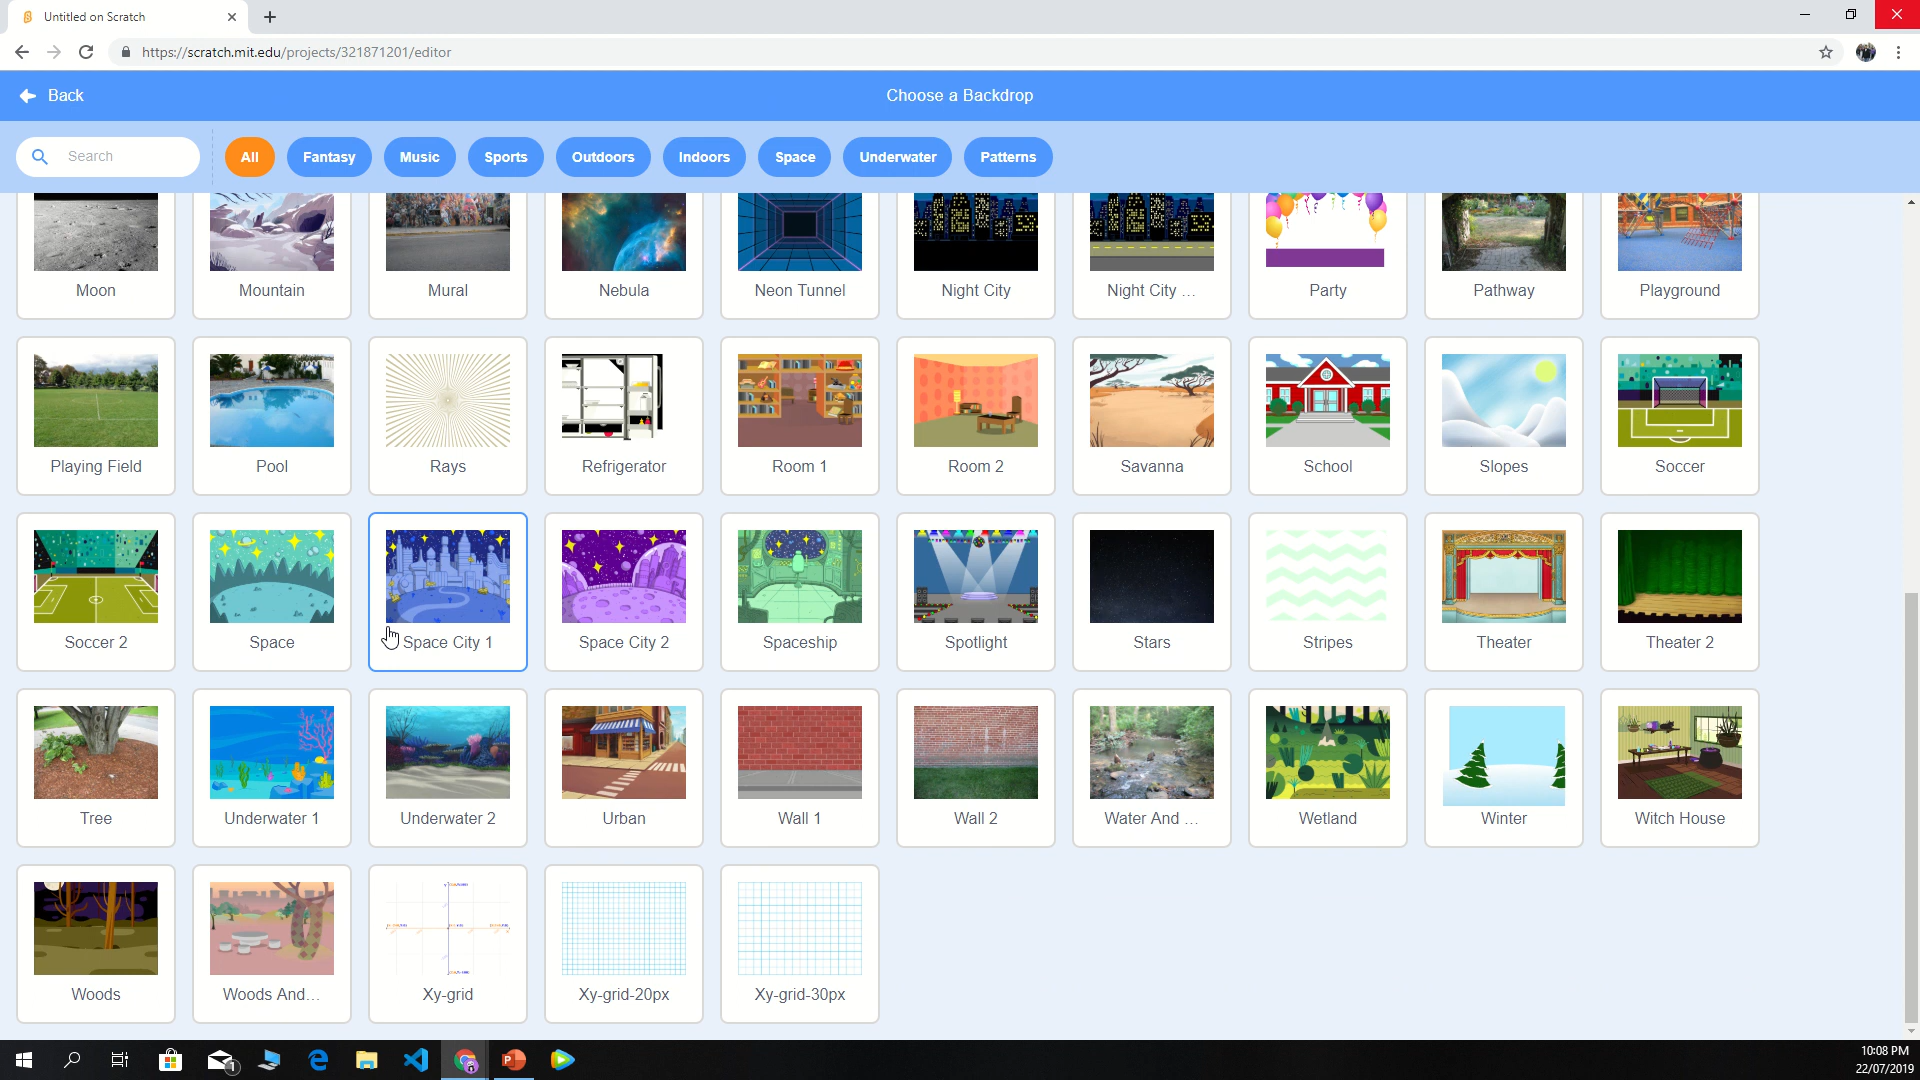 Untitled on Scratch
https://scratch.mit.edu/projects/321871201/editor
Back
Choose a Backdrop
Search
All
Fantasy
Music
Sports
Outdoors
Indoors
Space
Underwater
Patterns
Moon
Mountain
Mural
Nebula
Neon Tunnel
Night City
Night City ...
Party
Pathway
Playground
Playing Field
Pool
Rays
Refrigerator
Room 1
Room 2
Savanna
School
Slopes
Soccer
Soccer 2
Space
Space City 1
Space City 2
Spaceship
Spotlight
Stars
Stripes
Theater
Theater 2
Tree
Underwater 1
Underwater 2
Urban
Wall 1
Wall 2
Water And ...
Wetland
Winter
Witch House
Woods
Woods And...
Xy-grid
Xy-grid-20px
Xy-grid-30px
1
10:08 PM
22/07/2019